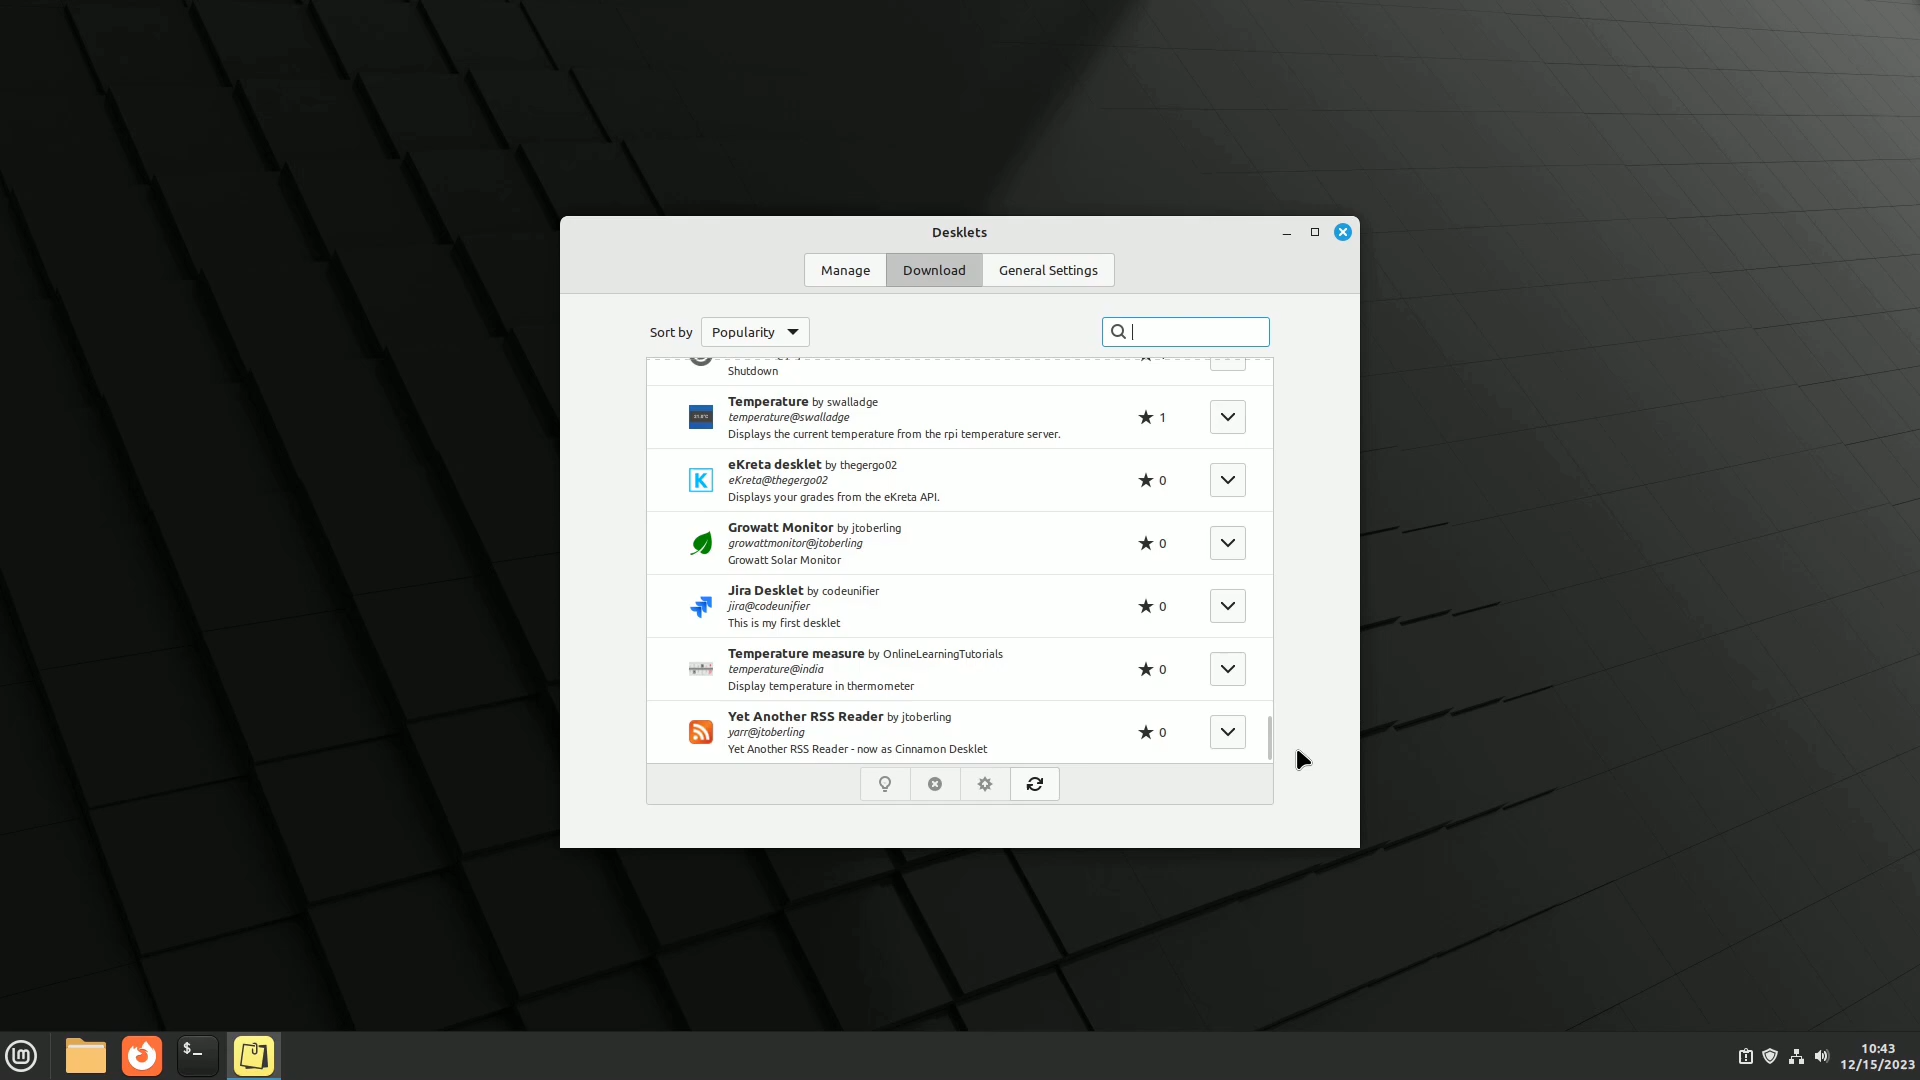 Desklets
Manage Download General Settings
Sort by Popularity
Shutdown
Temperature by swalladge
temperature@swalladge
Displays the current temperature from the rpi temperature server.
★ 1
eKreta desklet by thegergo02
eKreta@thegergo02
Displays your grades from the eKreta API.
★ 0
Growatt Monitor by jtoberling
growattmonitor@jtoberling
Growatt Solar Monitor
★ 0
Jira Desklet by codeunifier
jira@codeunifier
This is my first desklet
★ 0
Temperature measure by OnlineLearningTutorials
temperature@india
Display temperature in thermometer
★ 0
Yet Another RSS Reader by jtoberling
yarr@jtoberling
Yet Another RSS Reader - now as Cinnamon Desklet
★ 0
$_
10:43
12/15/2023